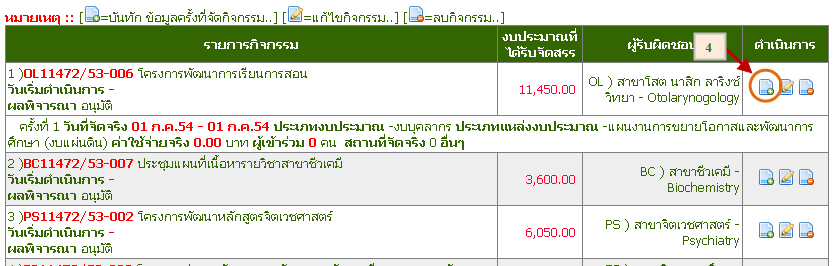 หมายเหตุ :: [=บันทึก ข้อมูลครั้งที่จัดกิจกรรม..] [=แก้ไขกิจกรรม..] [=ลบกิจกรรม..]
รายการกิจกรรม
งบประมาณที่
ได้รับจัดสรร
ผู้รับผิดชอบ
4
ดำเนินการ
1 )OL11472/53-006 โครงการพัฒนาการเรียนการสอน
วันเริ่มดำเนินการ -
ผลพิจารณา อนุมัติ
11,450.00
OL ) สาขาโสต นาสิก ลาริงซ์
วิทยา - Otolarynogology
ครั้งที่ 1 วันที่จัดจริง 01 ก.ค.54 - 01 ก.ค.54 ประเภทงบประมาณ -งบบุคลากร ประเภทแหล่งงบประมาณ -แผนงานการขยายโอกาสและพัฒนาการ
ศึกษา (งบแผ่นดิน) ค่าใช้จ่ายจริง 0.00 บาท ผู้เข้าร่วม 0 คน สถานที่จัดจริง 0 อื่นๆ
2 )BC11472/53-007 ประชุมแผนที่เนื้อหารายวิชาสาขาชีวเคมี
วันเริ่มดำเนินการ -
ผลพิจารณา อนุมัติ
3,600.00
BC ) สาขาชีวเคมี -
Biochemistry
3 )PS11472/53-002 โครงการพัฒนาหลักสูตรจิตเวชศาสตร์
วันเริ่มดำเนินการ -
ผลพิจารณา อนุมัติ
6,050.00
PS ) สาขาจิตเวชศาสตร์ -
Psychiatry